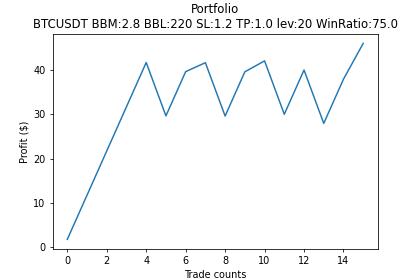 Portfolio
BTCUSDT BBM:2.8 BBL:220 SL:1.2 TP:1.0 lev:20 WinRatio:75.0
40
30
20
10
0
Profit ($)
0 2 4 6 8 10 12 14
Trade counts